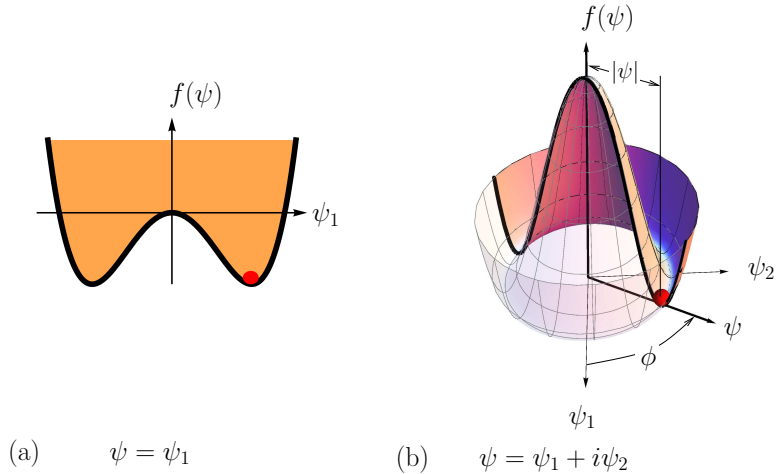 f(ψ)
ψ₁
(a) ψ = ψ₁
f(ψ)
|ψ|
ψ₂
ψ
ϕ
ψ₁
(b) ψ = ψ₁ + iψ₂